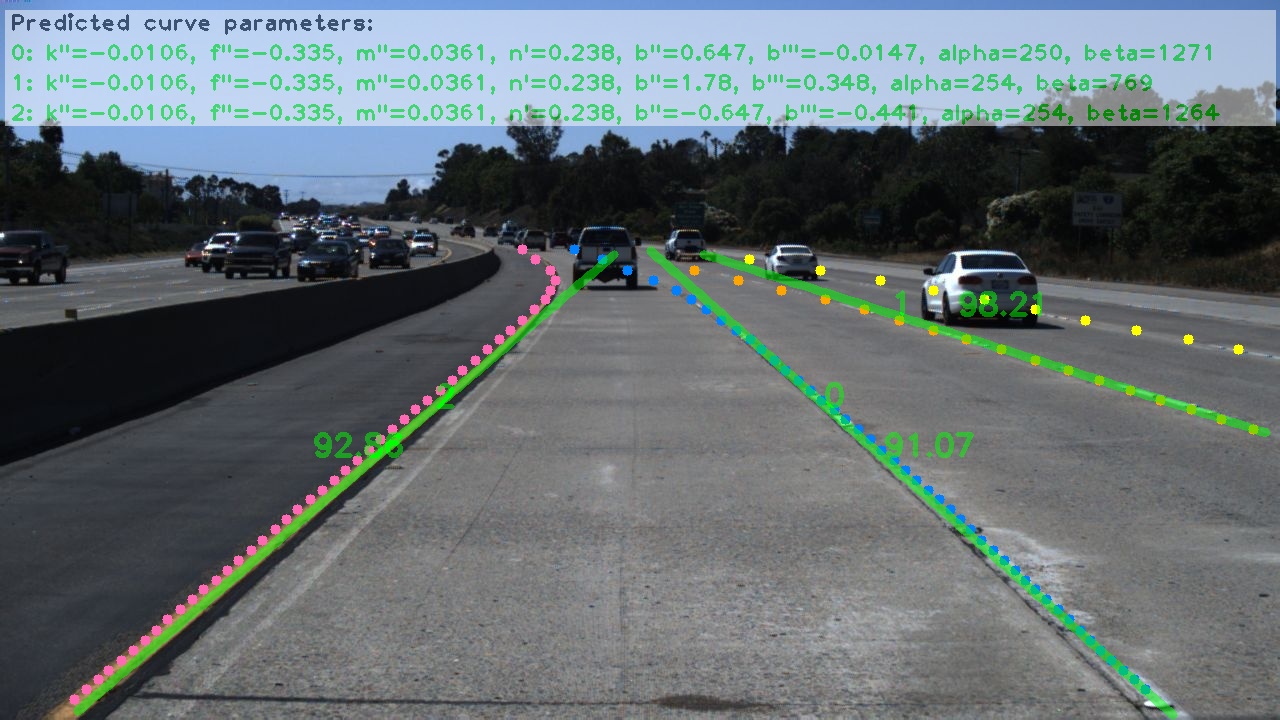 Predicted curve parameters:
0: k''=-0.0106, f''=-0.335, m''=0.0361, n'=0.238, b''=0.647, b'''=-0.0147, alpha=250, beta=1271
1: k''=-0.0106, f''=-0.335, m''=0.0361, n'=0.238, b''=1.78, b'''=0.348, alpha=254, beta=769
2: k''=-0.0106, f''=-0.335, m''=0.0361, n'=0.238, b''=-0.647, b'''=-0.441, alpha=254, beta=1264
1 98.21
2 0
92.86 91.07